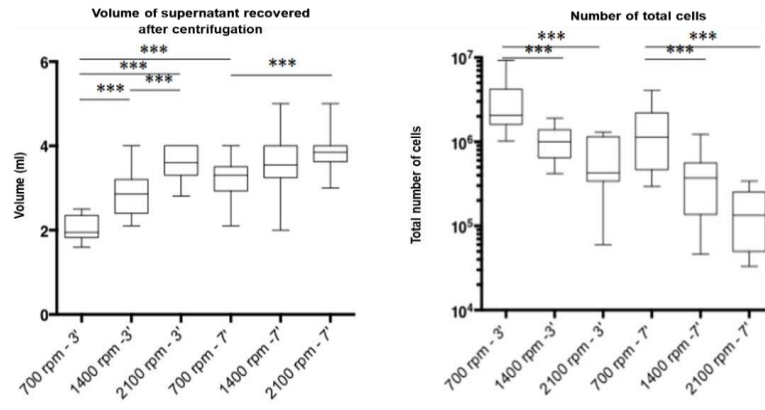 Volume of supernatant recovered
after centrifugation
***
***
***
***
***
Volume (ml)
6
4
2
0
700 rpm - 3'
1400 rpm -3'
2100 rpm - 3'
700 rpm - 7'
1400 rpm -7'
2100 rpm - 7'
Number of total cells
***
***
***
***
Total number of cells
10⁷
10⁶
10⁵
10⁴
700 rpm - 3'
1400 rpm - 3'
2100 rpm - 3'
700 rpm - 7'
1400 rpm -7'
2100 rpm - 7'